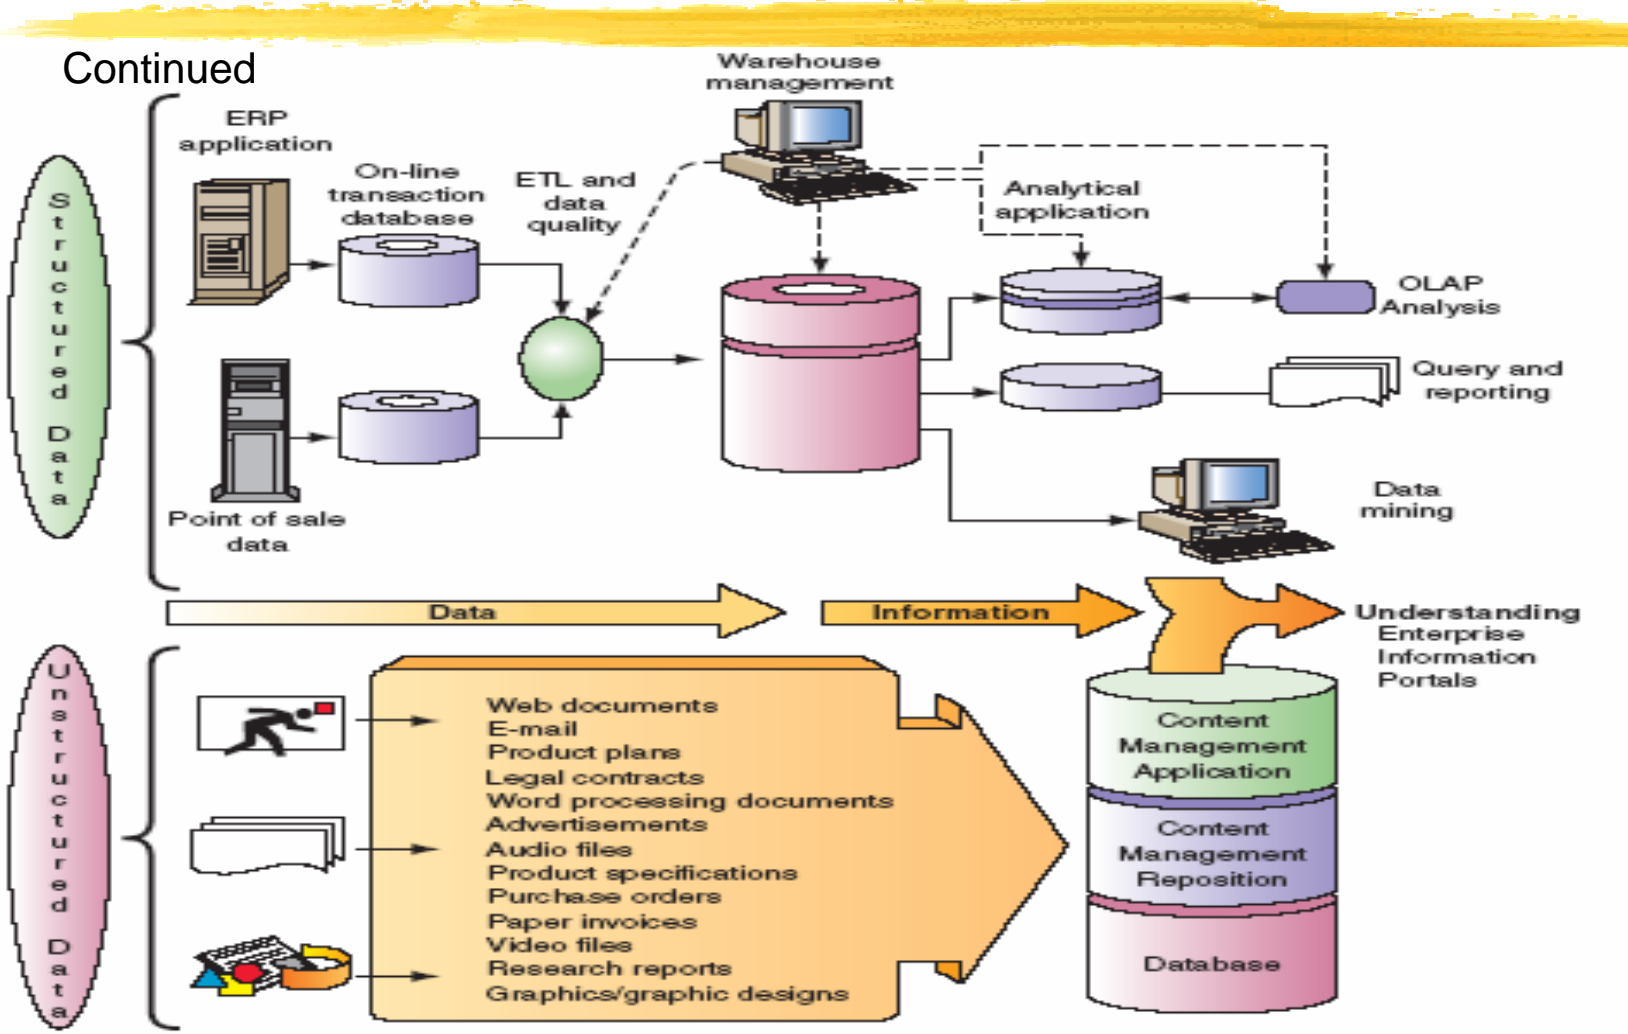 Continued
Warehouse
management
ERP
application
On-line
transaction
database
ETL and
data
quality
Analytical
application
Structured Data
OLAP
Analysis
Query and
reporting
Point of sale
data
Data
mining
Data
Information
Understanding
Enterprise
Information
Portals
Unstructured Data
Web documents
E-mail
Product plans
Legal contracts
Word processing documents
Advertisements
Audio files
Product specifications
Purchase orders
Paper invoices
Video files
Research reports
Graphics/graphic designs
Content
Management
Application
Content
Management
Reposition
Database